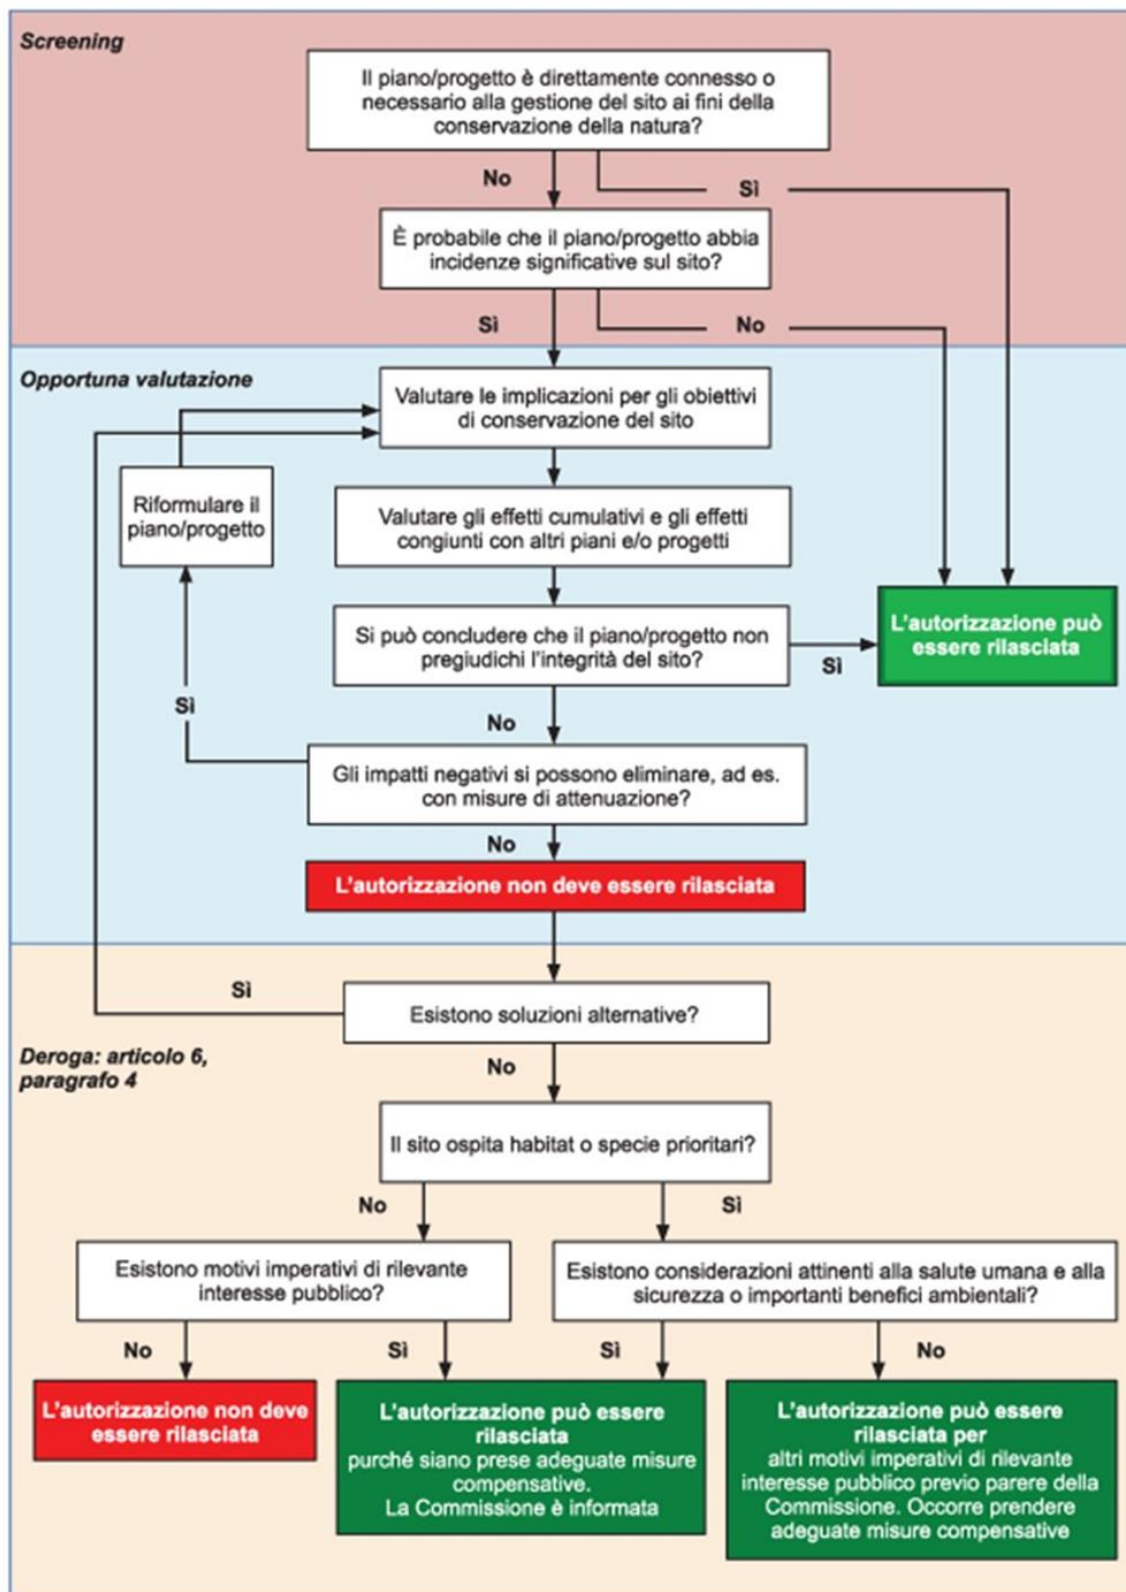 Screening
Il piano/progetto è direttamente connesso o
necessario alla gestione del sito ai fini della
conservazione della natura?
No
Sì
È probabile che il piano/progetto abbia
incidenze significative sul sito?
Sì
No
Opportuna valutazione
Valutare le implicazioni per gli obiettivi
di conservazione del sito
Riformulare il
piano/progetto
Valutare gli effetti cumulativi e gli effetti
congiunti con altri piani e/o progetti
Si può concludere che il piano/progetto non
pregiudichi l'integrità del sito?
Sì
L'autorizzazione può
essere rilasciata
Sì
No
Gli impatti negativi si possono eliminare, ad es.
con misure di attenuazione?
No
L'autorizzazione non deve essere rilasciata
Sì
Esistono soluzioni alternative?
Deroga: articolo 6,
paragrafo 4
No
Il sito ospita habitat o specie prioritari?
No
Sì
Esistono motivi imperativi di rilevante
interesse pubblico?
Esistono considerazioni attinenti alla salute umana e alla
sicurezza o importanti benefici ambientali?
No
Sì
Sì
No
L'autorizzazione non deve
essere rilasciata
L'autorizzazione può essere
rilasciata
purché siano prese adeguate misure
compensative.
La Commissione è informata
L'autorizzazione può essere
rilasciata per
altri motivi imperativi di rilevante
interesse pubblico previo parere della
Commissione. Occorre prendere
adeguate misure compensative